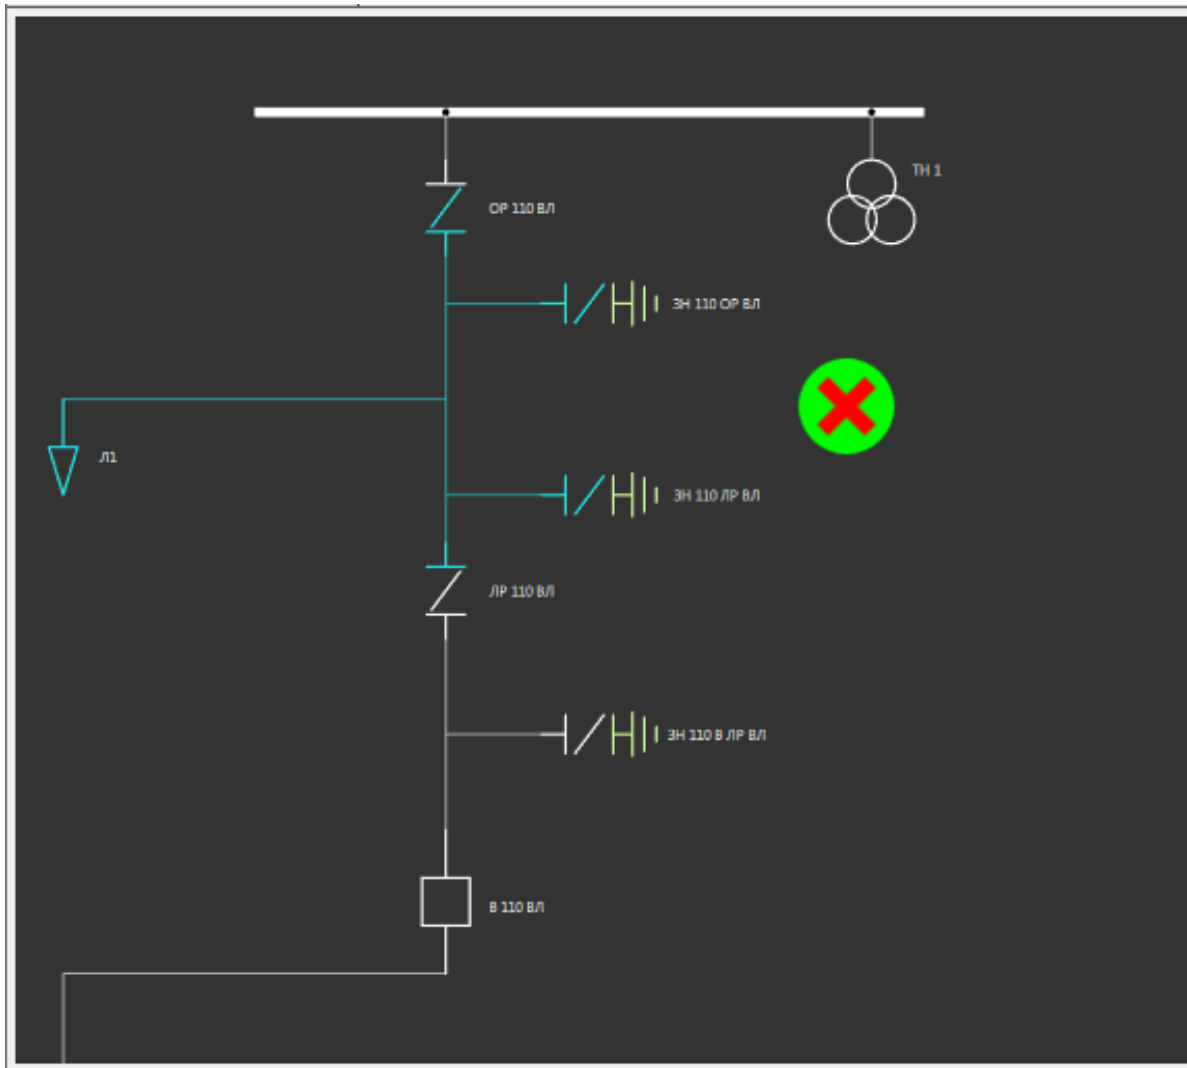 ТН 1
ОР 110 ВЛ
ЗН 110 ОР ВЛ
Л1
ЗН 110 ЛР ВЛ
ЛР 110 ВЛ
ЗН 110 В ЛР ВЛ
В 110 ВЛ